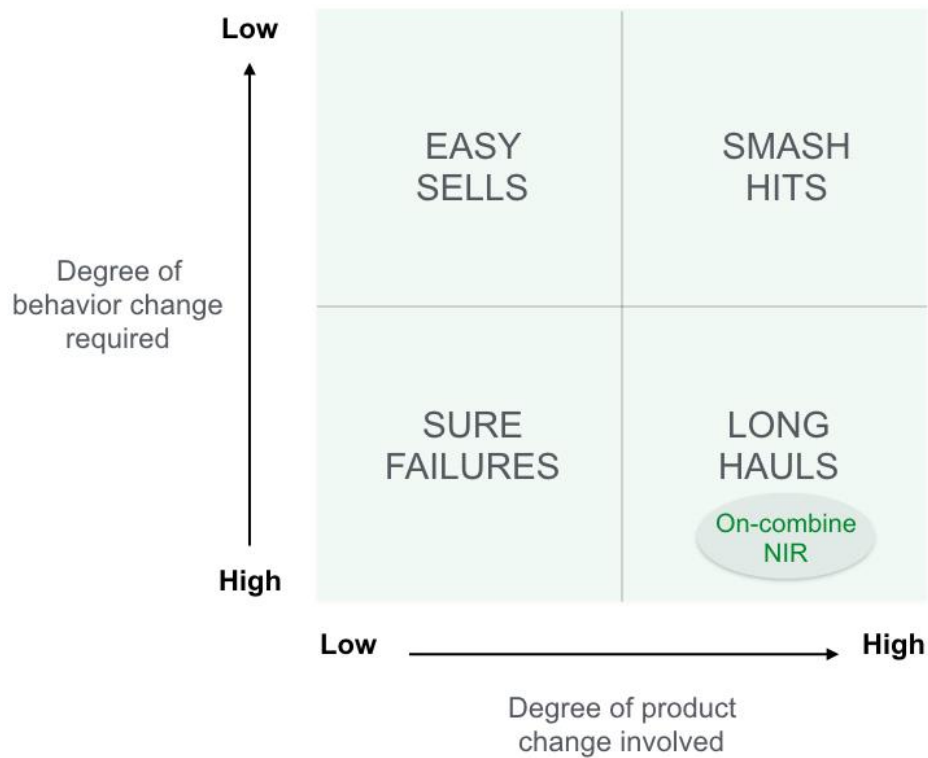 Low
EASY
SELLS
SMASH
HITS
Degree of
behavior change
required
SURE
FAILURES
LONG
HAULS
On-combine
NIR
High
Low
High
Degree of product
change involved